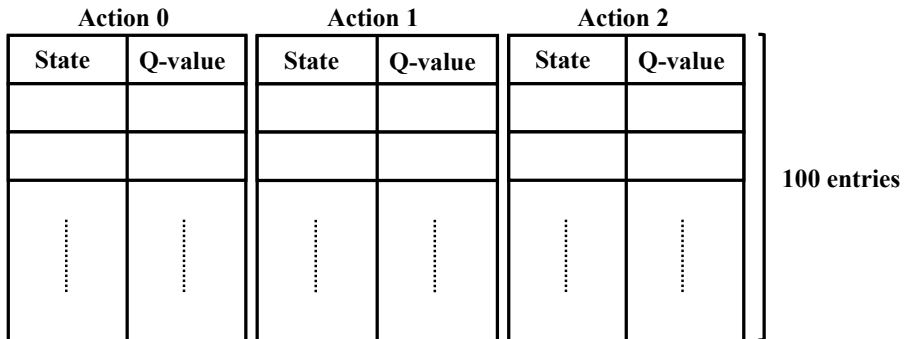 Action 0 Action 1 Action 2
State Q-value State Q-value State Q-value
100 entries